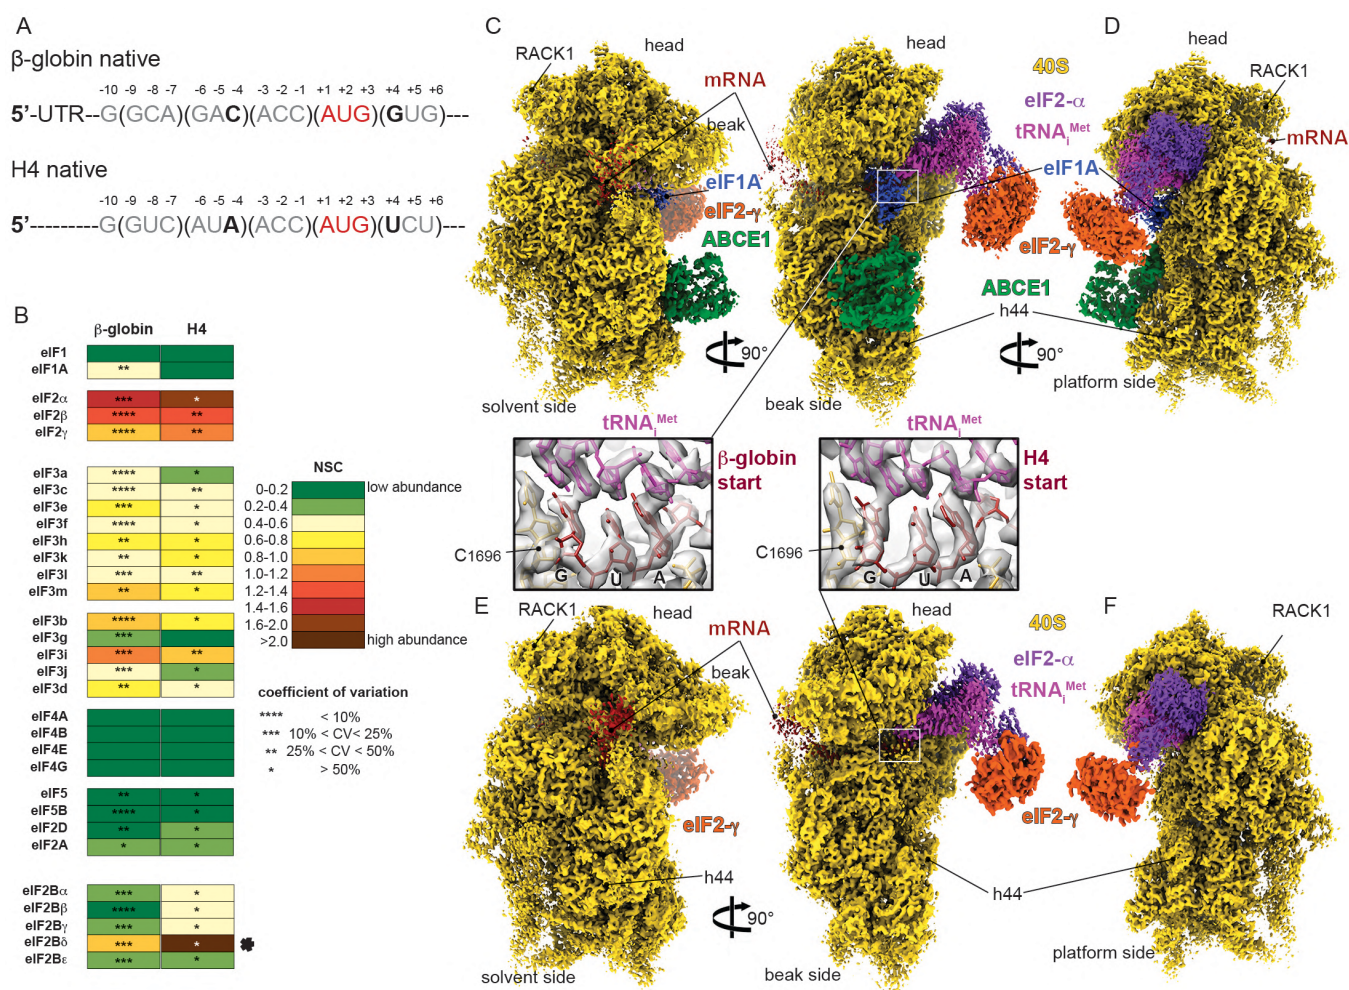 A
β-globin native
-10 -9 -8 -7 -6 -5 -4 -3 -2 -1 +1 +2 +3 +4 +5 +6
5'-UTR--G(GCA)(GAC)(ACC)(AUG)(GUG)---
H4 native
-10 -9 -8 -7 -6 -5 -4 -3 -2 -1 +1 +2 +3 +4 +5 +6
5'----------G(GUC)(AUA)(ACC)(AUG)(UCU)---
B
β-globin H4
eIF1
eIF1A **
eIF2α *** *
eIF2β **** **
eIF2γ **** **
eIF3a **** *
eIF3c **** **
eIF3e *** *
eIF3f **** *
eIF3h ** *
eIF3k ** *
eIF3l *** **
eIF3m ** *
eIF3b **** *
eIF3g ***
eIF3i *** **
eIF3j *** *
eIF3d ** *
eIF4A
eIF4B
eIF4E
eIF4G
eIF5 ** *
eIF5B **** *
eIF2D ** *
eIF2A * *
eIF2Bα *** *
eIF2Bβ **** *
eIF2Bγ *** *
eIF2Bδ *** *
eIF2Bε *** *
NSC
0-0.2 low abundance
0.2-0.4
0.4-0.6
0.6-0.8
0.8-1.0
1.0-1.2
1.2-1.4
1.4-1.6
1.6-2.0
>2.0 high abundance
coefficient of variation
**** < 10%
*** 10% < CV< 25%
** 25% < CV < 50%
* > 50%
C
RACK1
head
mRNA
beak
eIF1A
eIF2-γ
ABCE1
solvent side
90°
head
beak side
D
40S
eIF2-α
tRNAiMet
eIF1A
eIF2-γ
ABCE1
h44
90°
head
RACK1
mRNA
platform side
tRNAiMet
β-globin
start
C1696
G U A
tRNAiMet
H4
start
C1696
G U A
E
RACK1
head
mRNA
beak
eIF2-γ
h44
solvent side
90°
head
beak side
F
40S
eIF2-α
tRNAiMet
eIF2-γ
h44
RACK1
platform side